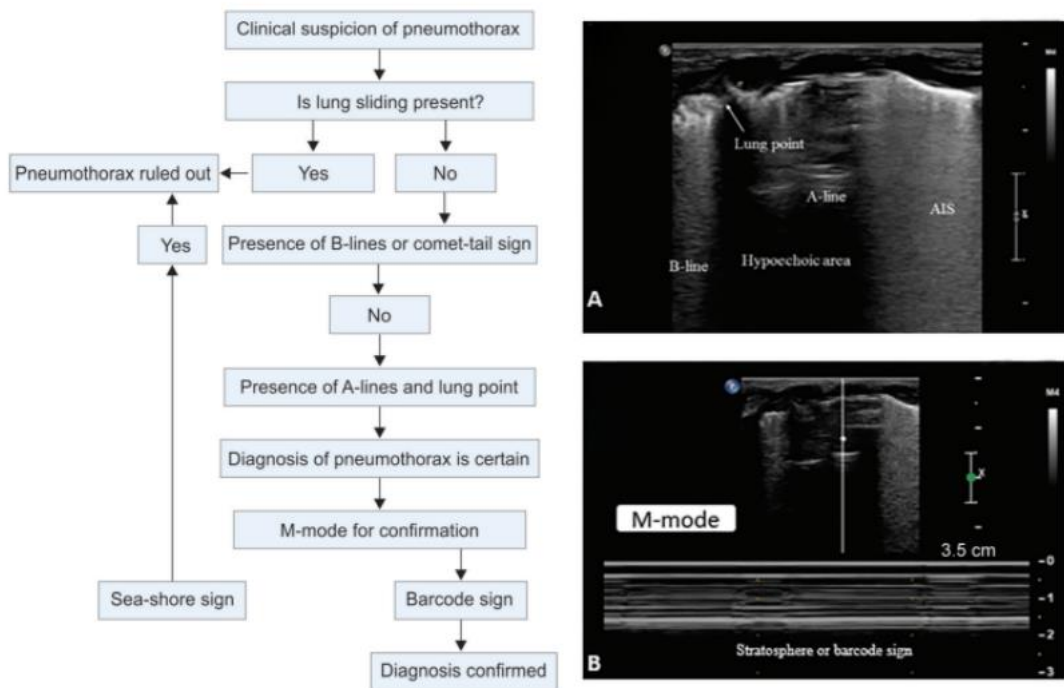 Clinical suspicion of pneumothorax
Is lung sliding present?
Pneumothorax ruled out
Yes
No
Yes
Presence of B-lines or comet-tail sign
No
Presence of A-lines and lung point
Diagnosis of pneumothorax is certain
M-mode for confirmation
Sea-shore sign
Barcode sign
Diagnosis confirmed
M4
Lung point
A-line
AIS
B-line
Hypoechoic area
A
M4
X
M-mode
3.5 cm
0
1
2
3
Stratosphere or barcode sign
B